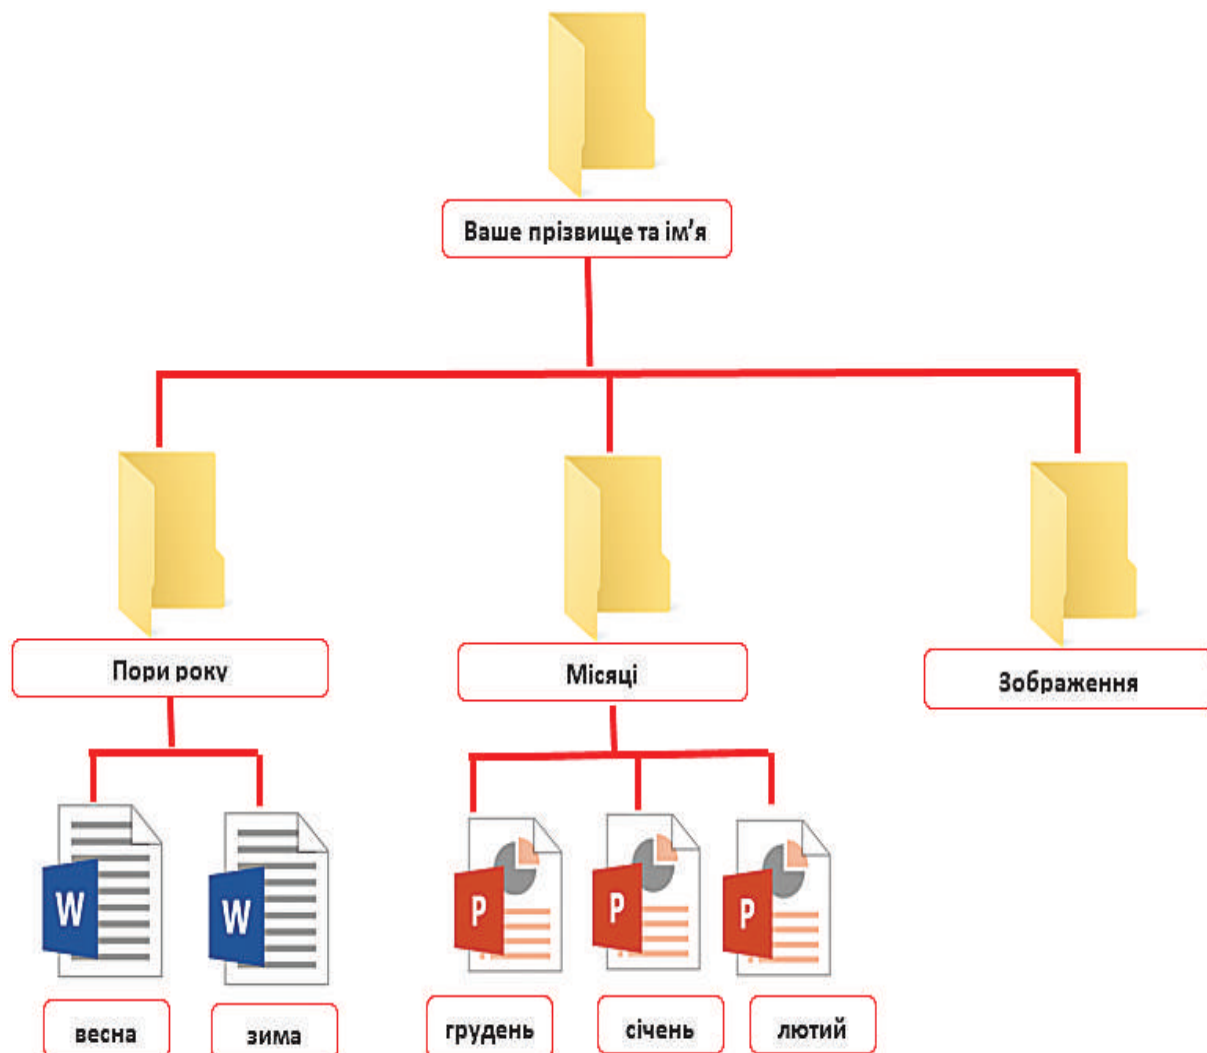 Ваше прізвище та ім’я
Пори року
Місяці
Зображення
W
W
P
P
P
весна
зима
грудень
січень
лютий